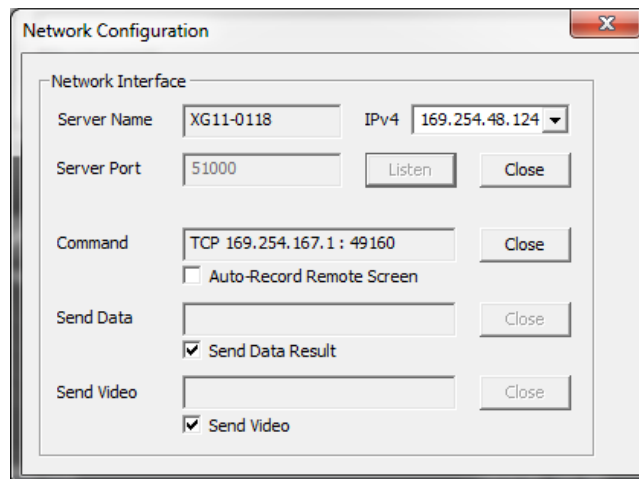 Network Configuration
X
Network Interface
Server Name XG11-0118 IPv4 169.254.48.124
Server Port 51000 Listen Close
Command TCP 169.254.167.1 : 49160 Close
Auto-Record Remote Screen
Send Data Close
Send Data Result
Send Video Close
Send Video